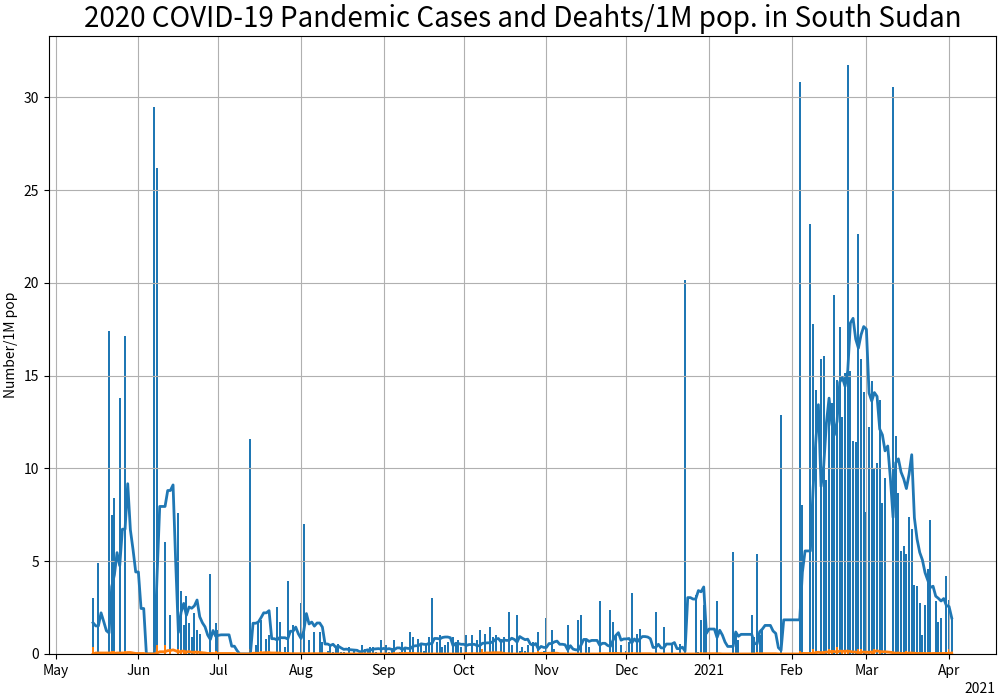 2020 COVID-19 Pandemic Cases and Deahts/1M pop. in South Sudan
Number/1M pop
30
25
20
15
10
5
0
May Jun Jul Aug Sep Oct Nov Dec 2021 Feb Mar Apr
2021